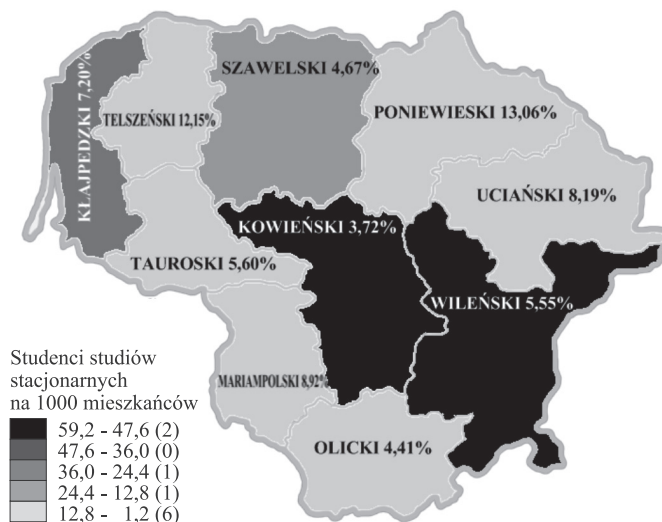 SZAWELSKI 4,67%
KŁAJPEDZKI 7,20%
TELSZEŃSKI 12,15%
PONIEWIESKI 13,06%
UCIAŃSKI 8,19%
KOWIEŃSKI 3,72%
TAUROSKI 5,60%
WILEŃSKI 5,55%
MARIAMPOLSKI 8,92%
OLICKI 4,41%
Studenci studiów
stacjonarnych
na 1000 mieszkańców
59,2 - 47,6 (2)
47,6 - 36,0 (0)
36,0 - 24,4 (1)
24,4 - 12,8 (1)
12,8 - 1,2 (6)